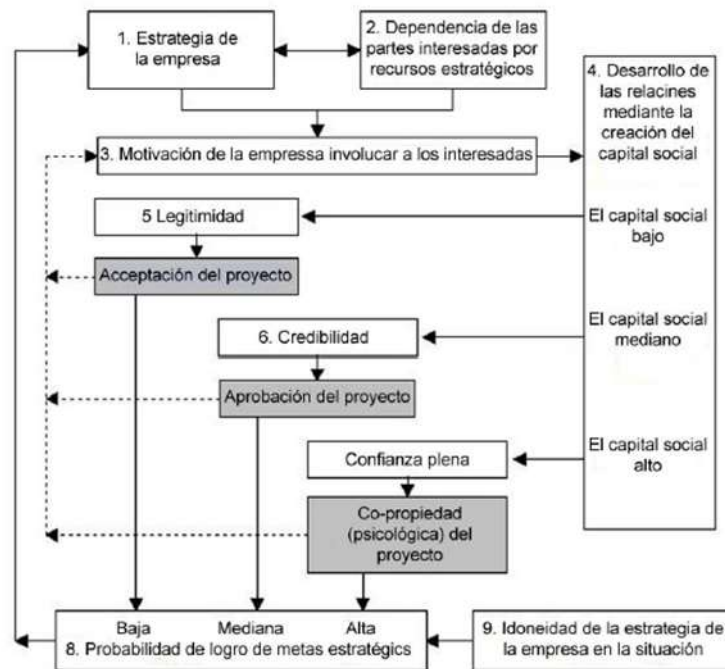 1. Estrategia de
la empresa
2. Dependencia de las
partes interesadas por
recursos estratégicos
3. Motivación de la empressa involucar a los interesadas
4. Desarrollo de
las relacines
mediante la
creación del
capital social
5 Legitimidad
El capital social
bajo
Acceptación del proyecto
6. Credibilidad
El capital social
mediano
Aprobación del proyecto
Confianza plena
El capital social
alto
Co-propiedad
(psicológica) del
proyecto
Baja Mediana Alta
8. Probabilidad de logro de metas estratégics
9. Idoneidad de la estrategia de
la empresa en la situación